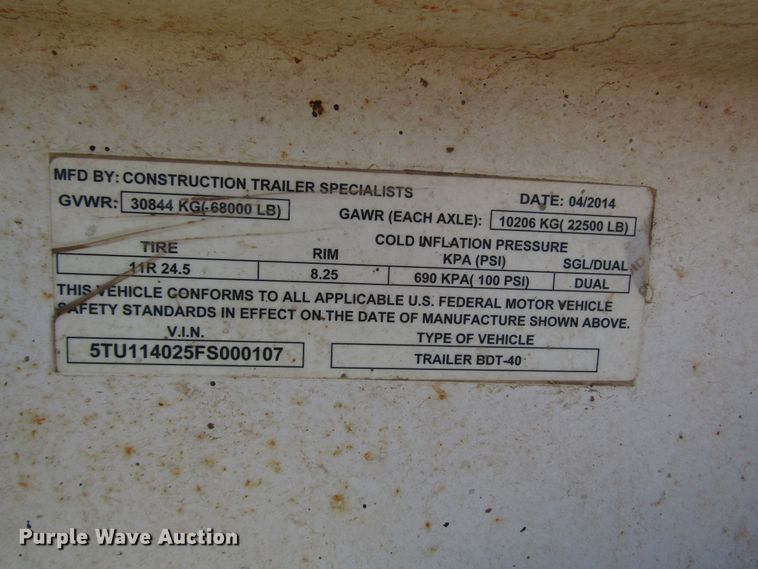 MFD BY: CONSTRUCTION TRAILER SPECIALISTS DATE: 04/2014
GVWR: 30844 KG( 68000 LB) GAWR (EACH AXLE): 10206 KG( 22500 LB)
COLD INFLATION PRESSURE
TIRE RIM KPA (PSI) SGL/DUAL
11R 24.5 8.25 690 KPA( 100 PSI) DUAL
THIS VEHICLE CONFORMS TO ALL APPLICABLE U.S. FEDERAL MOTOR VEHICLE
SAFETY STANDARDS IN EFFECT ON THE DATE OF MANUFACTURE SHOWN ABOVE.
V.I.N. TYPE OF VEHICLE
5TU114025FS000107 TRAILER BDT-40
Purple Wave Auction